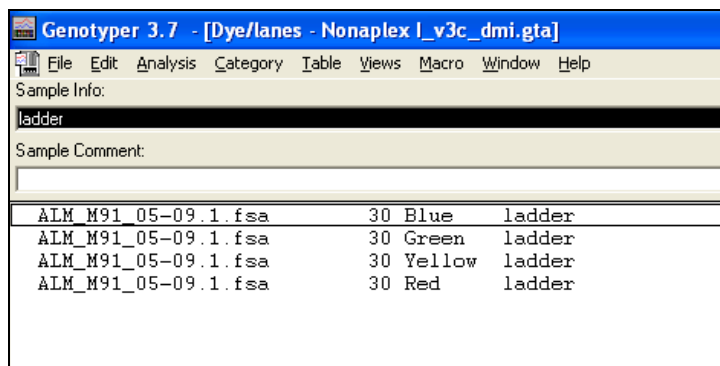 Genotyper 3.7 - [Dye/lanes - Nonaplex I_v3c_dmi.gta]
File Edit Analysis Category Table Views Macro Window Help
Sample Info:
ladder
Sample Comment:
ALM_M91_05-09.1.fsa 30 Blue ladder
ALM_M91_05-09.1.fsa 30 Green ladder
ALM_M91_05-09.1.fsa 30 Yellow ladder
ALM_M91_05-09.1.fsa 30 Red ladder